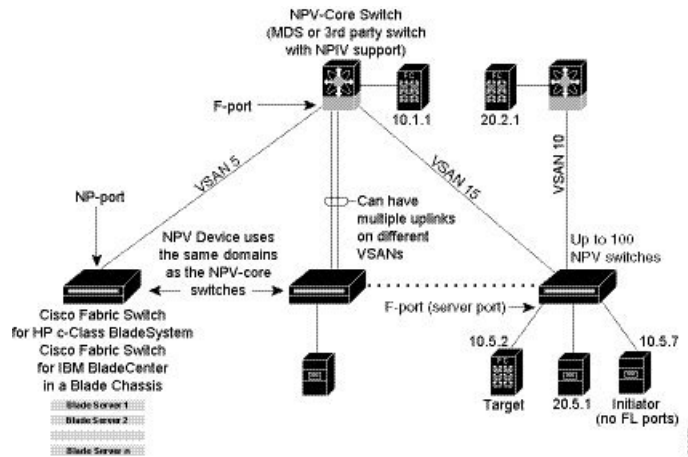 NPV-Core Switch
(MDS or 3rd party switch
with NPIV support)
F-port
FC
10.1.1
FC
20.2.1
VSAN 5
VSAN 15
VSAN 10
NP-port
Can have
multiple uplinks
on different
VSANs
Up to 100
NPV switches
NPV Device uses
the same domains
as the NPV-core
switches
Cisco Fabric Switch
for HP c-Class BladeSystem
Cisco Fabric Switch
for IBM BladeCenter
in a Blade Chassis
F-port (server port)
10.5.2
10.5.7
FC
Target
20.5.1
Initiator
(no FL ports)
Blade Server 1
Blade Server 2
Blade Server n